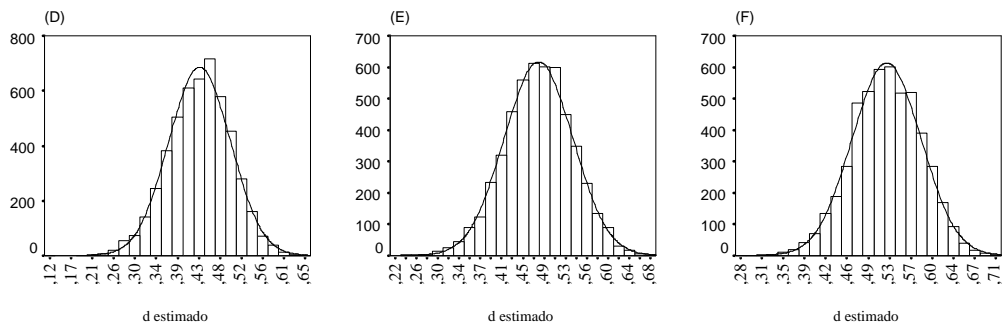 (D)
800
600
400
200
0
,12 ,17 ,21 ,26 ,30 ,34 ,39 ,43 ,48 ,52 ,56 ,61 ,65
d estimado
(E)
700
600
500
400
300
200
100
0
,22 ,26 ,30 ,34 ,37 ,41 ,45 ,49 ,53 ,56 ,60 ,64 ,68
d estimado
(F)
700
600
500
400
300
200
100
0
,28 ,31 ,35 ,39 ,42 ,46 ,49 ,53 ,57 ,60 ,64 ,67 ,71
d estimado